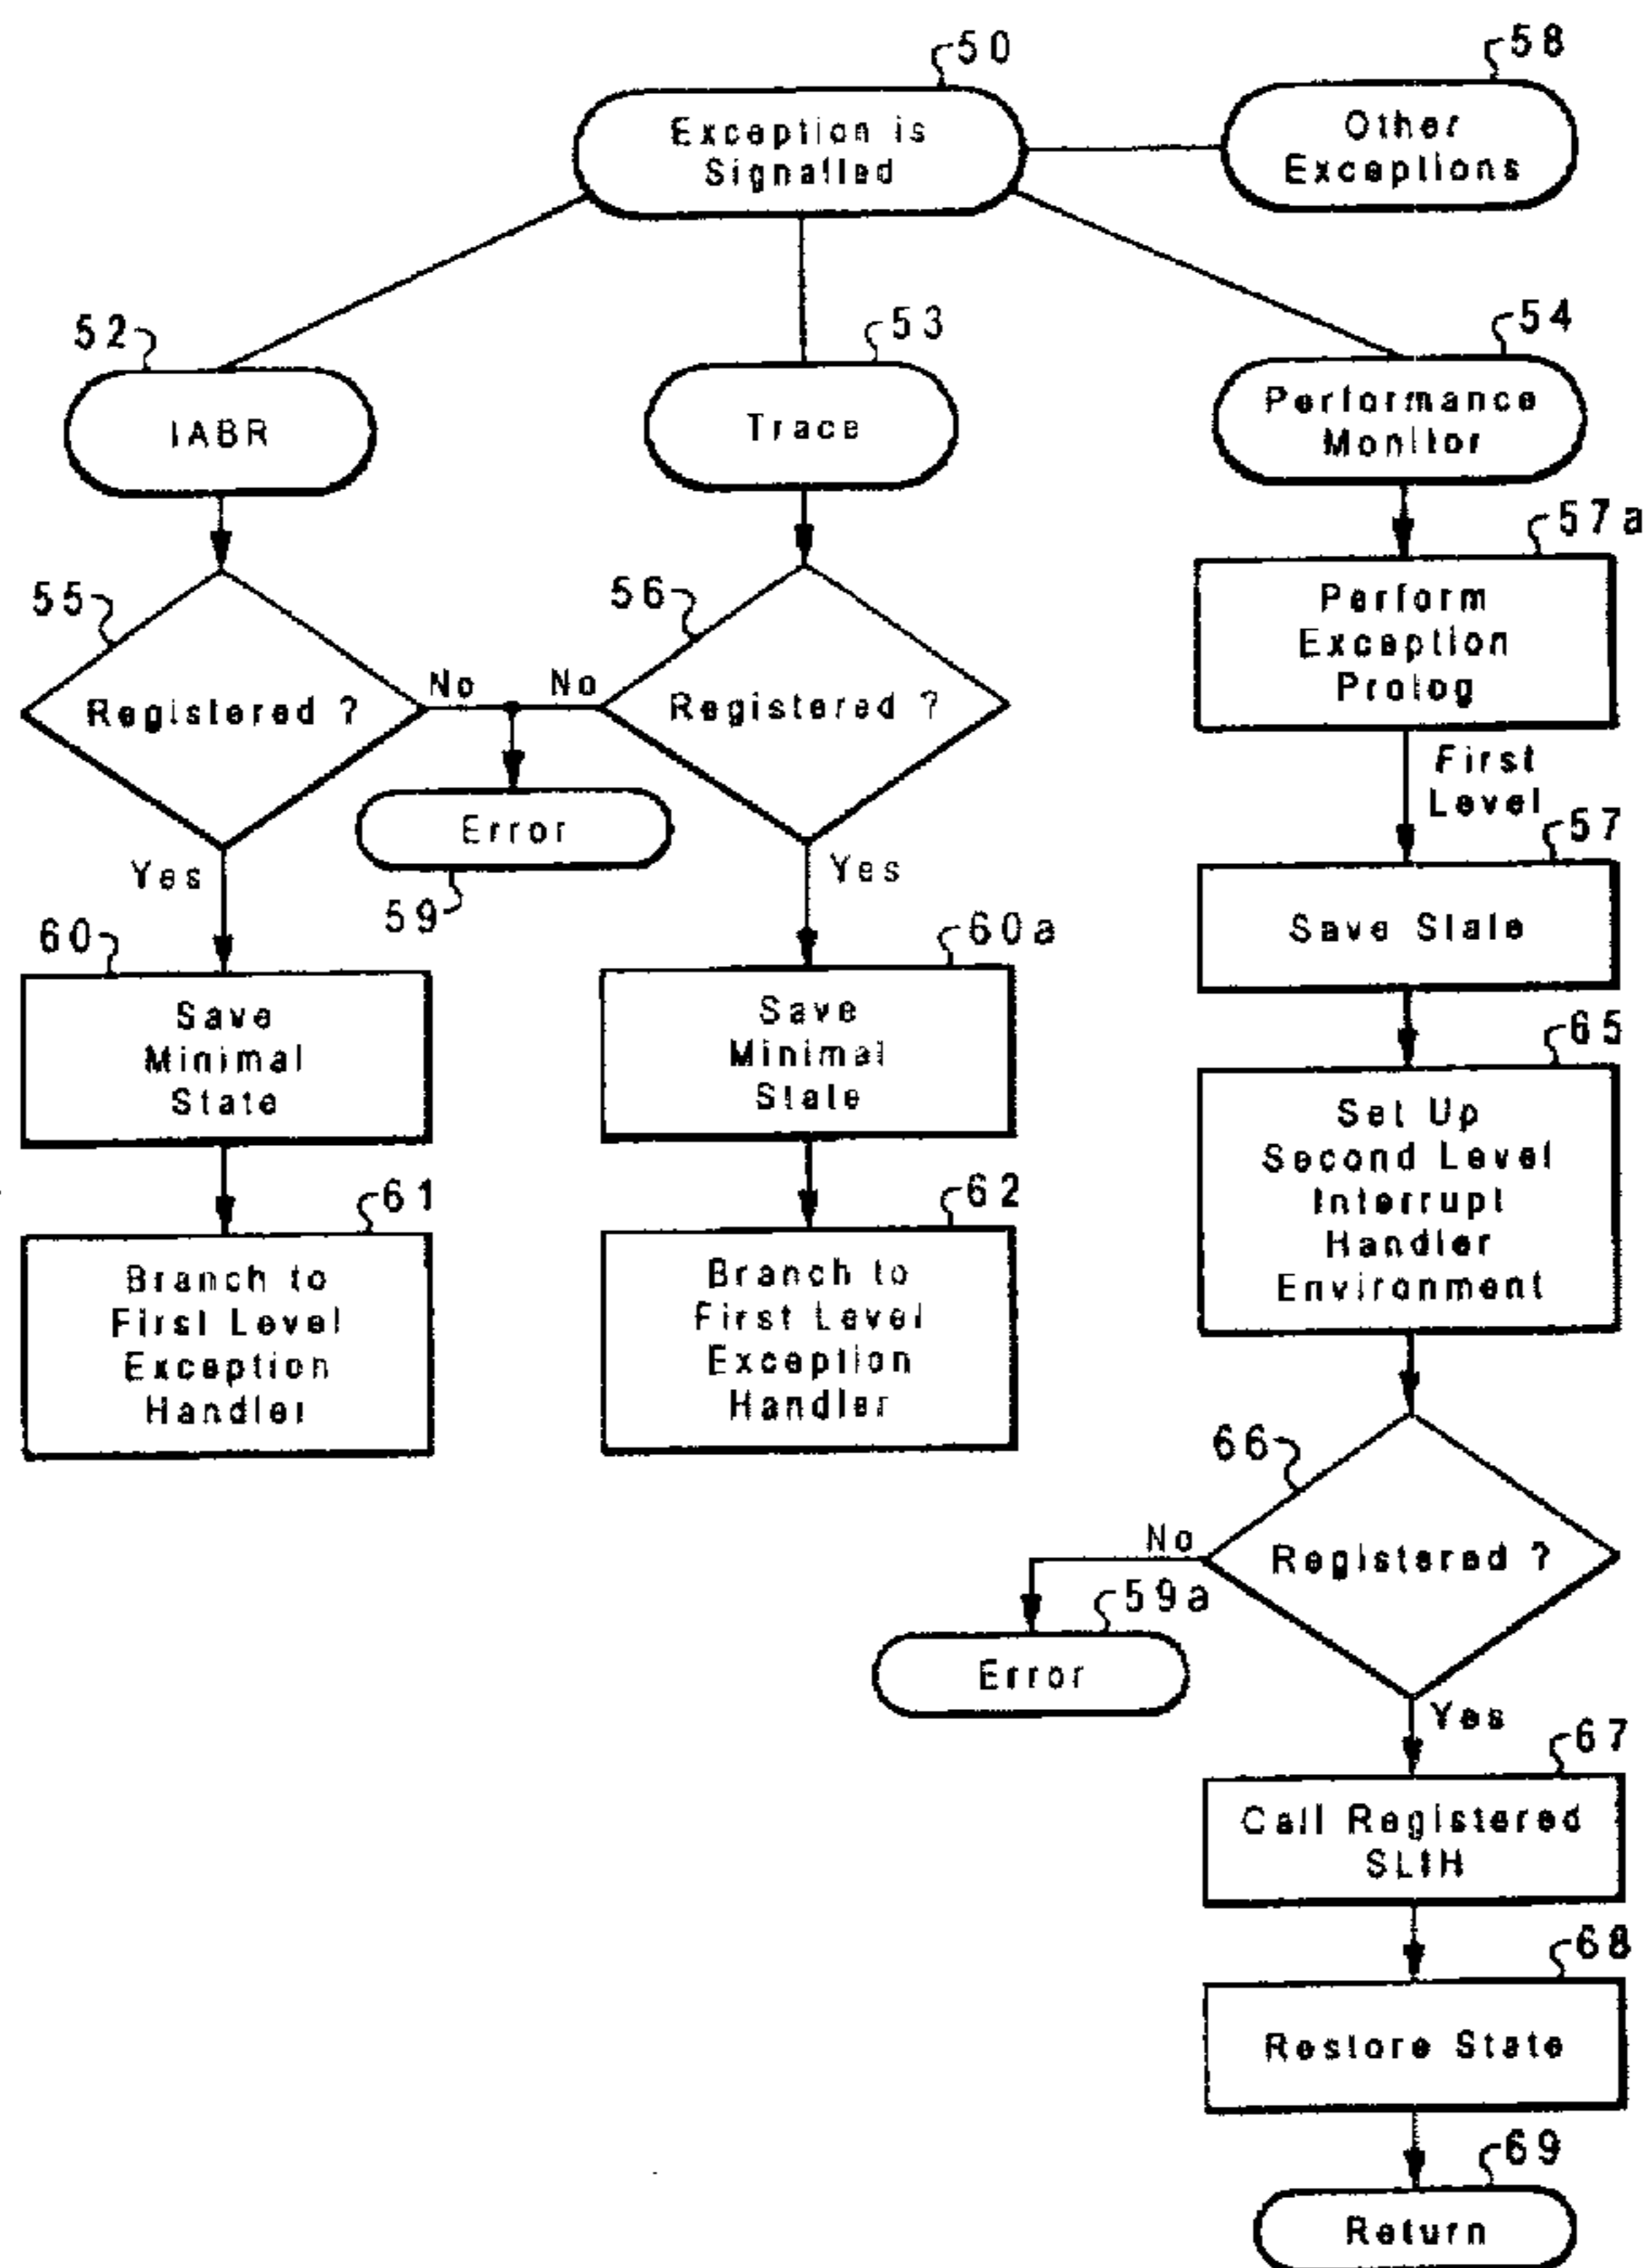 50
58
Exception is
Signalled
Other
Exceptions
52
53
54
IABR
Trace
Performance
Monitor
57a
Perform
Exception
Prolog
55
56
Registered ?
No
No
Registered ?
First
Level
Error
59
57
Yes
Yes
Save State
60
60a
Save
Minimal
State
Save
Minimal
State
65
Set Up
Second Level
Interrupt
Handler
Environment
61
62
Branch to
First Level
Exception
Handler
Branch to
First Level
Exception
Handler
66
No
Registered ?
59a
Error
Yes
67
Call Registered
SLIH
68
Restore State
69
Return